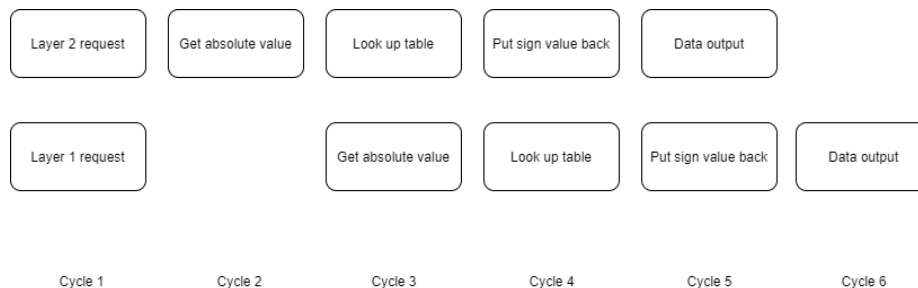 Layer 2 request
Get absolute value
Look up table
Put sign value back
Data output
Layer 1 request
Get absolute value
Look up table
Put sign value back
Data output
Cycle 1
Cycle 2
Cycle 3
Cycle 4
Cycle 5
Cycle 6